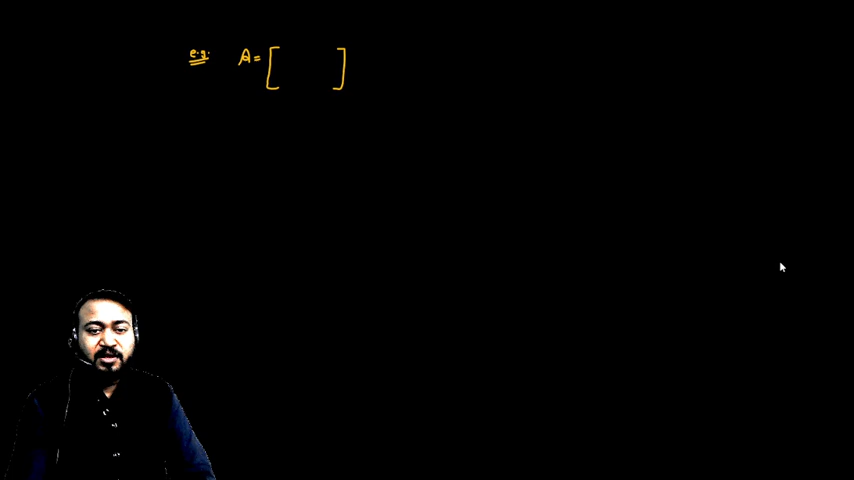 e.g. A = [ ]